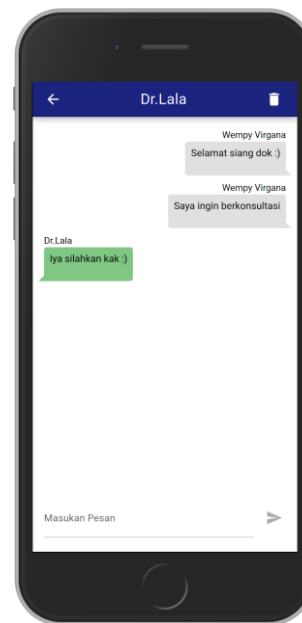 Dr.Lala
Wempy Virgana
Selamat siang dok :)
Wempy Virgana
Saya ingin berkonsultasi
Dr.Lala
Iya silahkan kak :)
Masukan Pesan